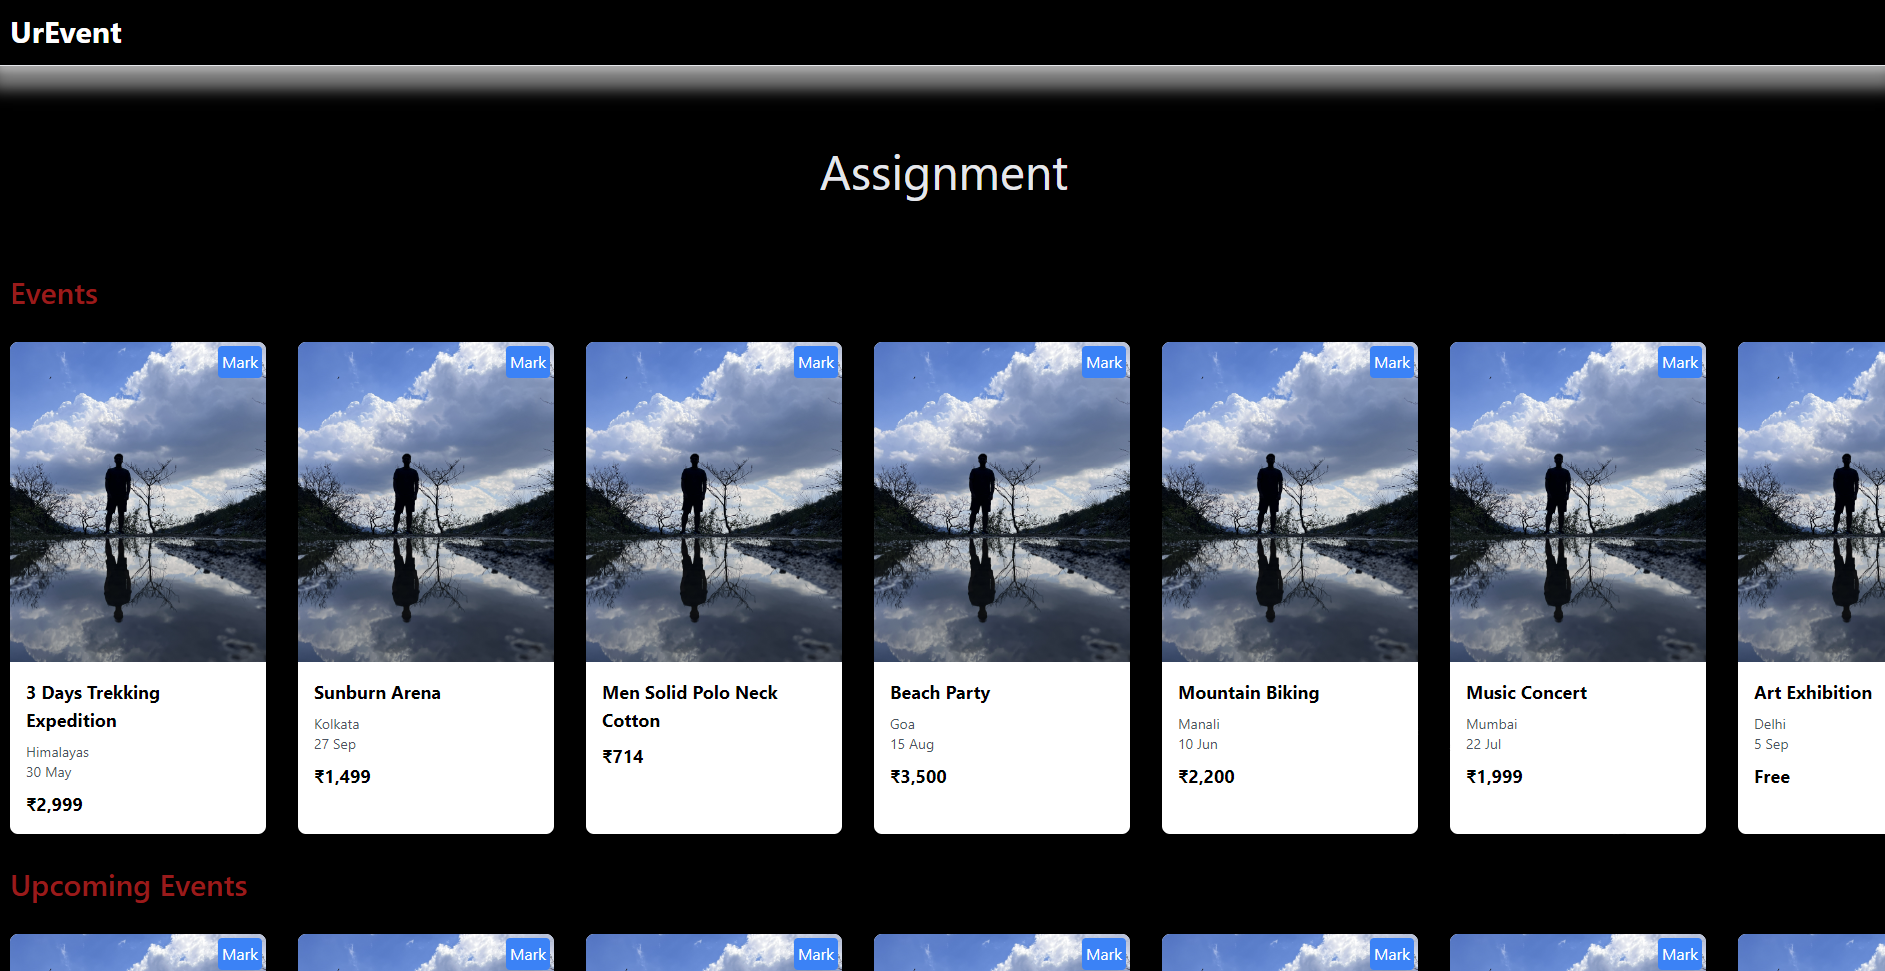 UrEvent
Assignment
Events
Mark
Mark
Mark
Mark
Mark
Mark
3 Days Trekking
Expedition
Himalayas
30 May
₹2,999
Sunburn Arena
Kolkata
27 Sep
₹1,499
Men Solid Polo Neck
Cotton
₹714
Beach Party
Goa
15 Aug
₹3,500
Mountain Biking
Manali
10 Jun
₹2,200
Music Concert
Mumbai
22 Jul
₹1,999
Art Exhibition
Delhi
5 Sep
Free
Upcoming Events
Mark
Mark
Mark
Mark
Mark
Mark